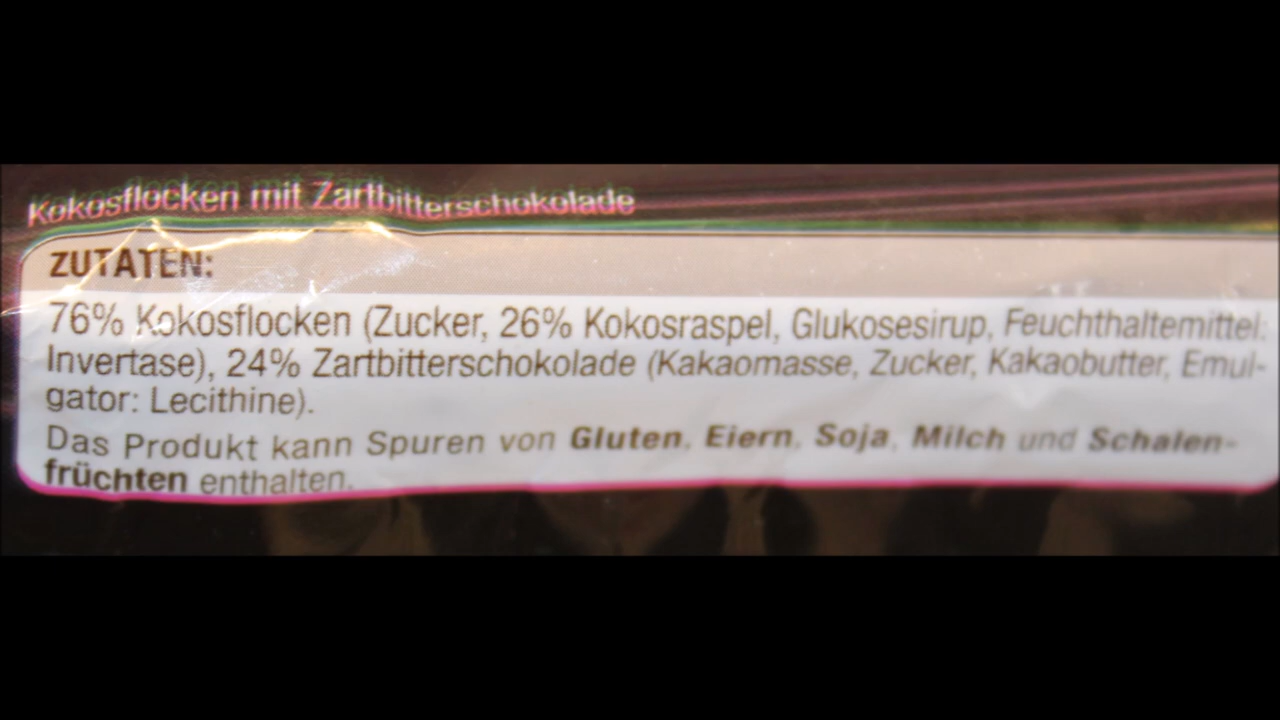 Kokosflocken mit Zartbitterschokolade
ZUTATEN:
76% Kokosflocken (Zucker, 26% Kokosraspel, Glukosesirup, Feuchthaltemittel:
Invertase), 24% Zartbitterschokolade (Kakaomasse, Zucker, Kakaobutter, Emul-
gator: Lecithine).
Das Produkt kann Spuren von Gluten, Eiern, Soja, Milch und Schalen-
früchten enthalten.